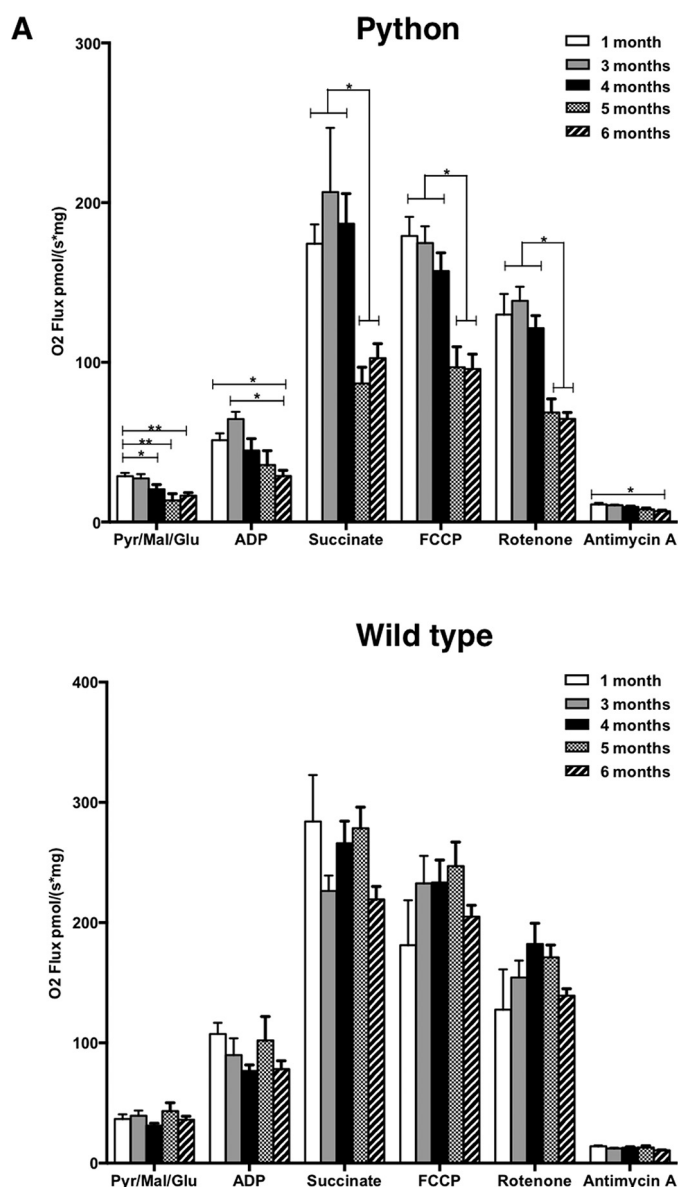 A
Python
300
200
100
0
O2 Flux pmol/(s*mg)
1 month
3 months
4 months
5 months
6 months
*
*
*
*
*
**
**
*
*
Pyr/Mal/Glu ADP Succinate FCCP Rotenone Antimycin A
Wild type
400
300
200
100
0
O2 Flux pmol/(s*mg)
1 month
3 months
4 months
5 months
6 months
Pyr/Mal/Glu ADP Succinate FCCP Rotenone Antimycin A